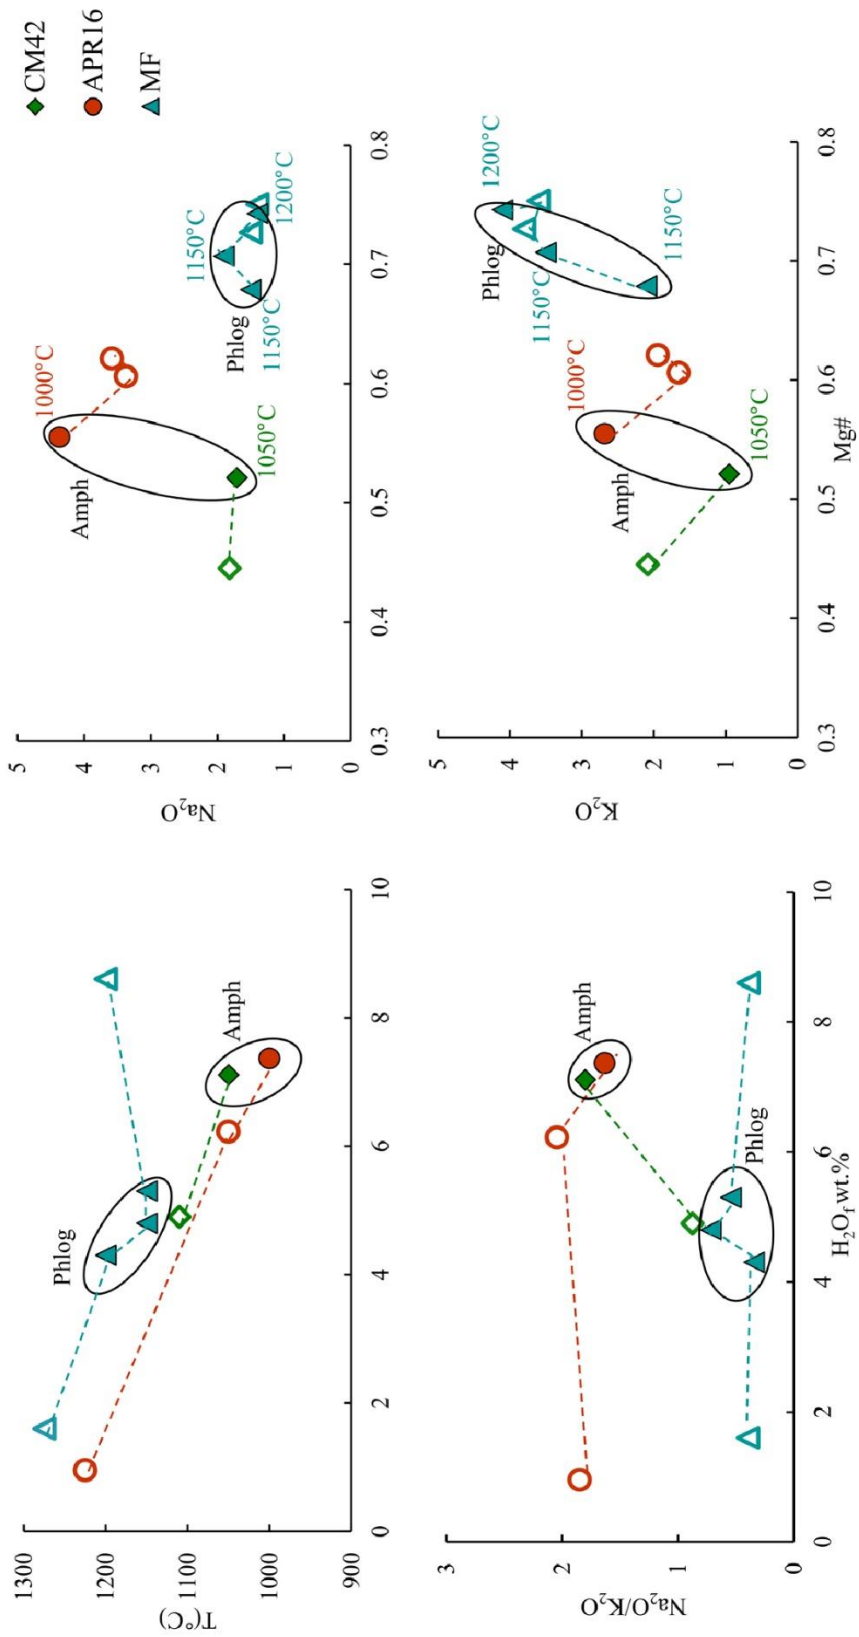 CM42
APR16
MF
1300
1200
1100
1000
900
T(°C)
0
2
4
6
8
10
Phlog
Amph
5
4
3
2
1
0
Na₂O
0.3
0.4
0.5
0.6
0.7
0.8
Amph
1000°C
1050°C
Phlog
1150°C
1150°C
1200°C
3
2
1
0
Na₂O/K₂O
0
2
4
6
8
10
H₂Of wt.%
Amph
Phlog
5
4
3
2
1
0
K₂O
0.3
0.4
0.5
0.6
0.7
0.8
Mg#
Amph
1000°C
1050°C
Phlog
1150°C
1150°C
1200°C